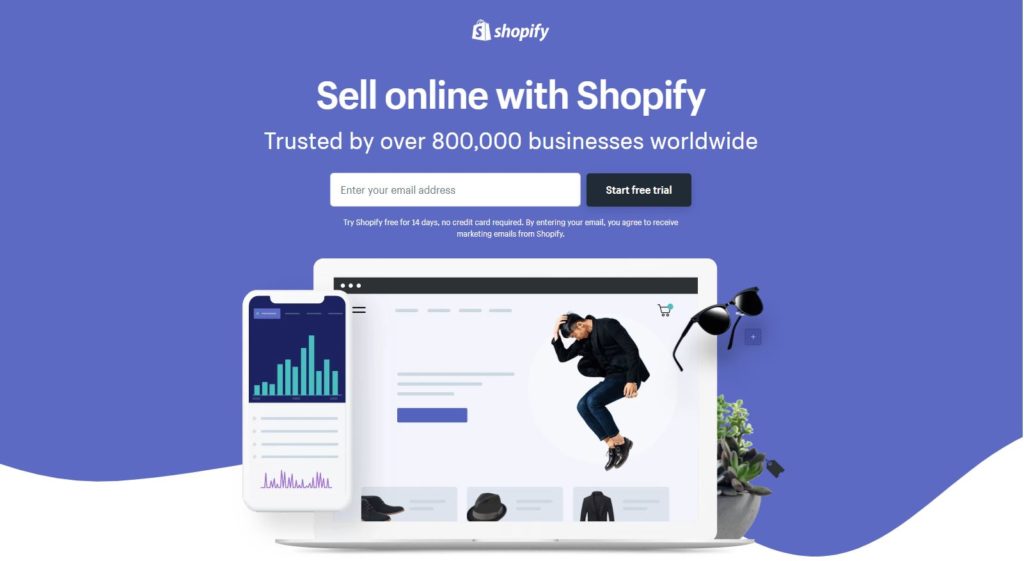 shopify
Sell online with Shopify
Trusted by over 800,000 businesses worldwide
Enter your email address
Start free trial
Try Shopify free for 14 days, no credit card required. By entering your email, you agree to receive
marketing emails from Shopify.